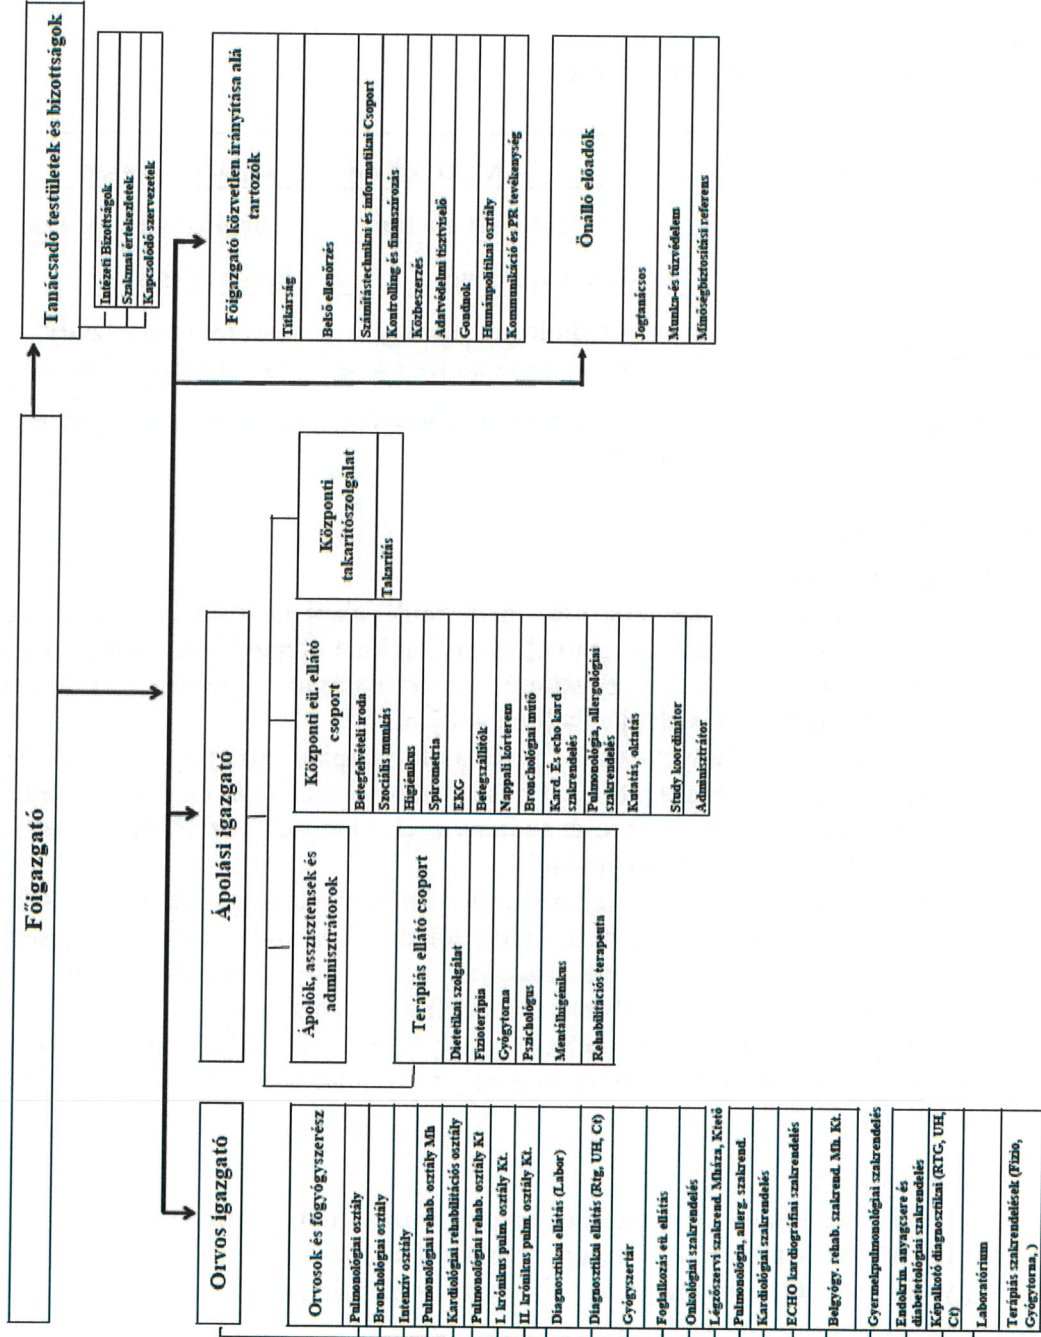 Főigazgató
Tanácsadó testületek és bizottságok
Intézeti Bizottságok
Szakmai értekezletek
Kapcsolódó szervezetek
Orvos igazgató
Orvosok és főgyógyszerész
Pulmonológiai osztály
Bronchológiai osztály
Intenzív osztály
Pulmonológiai rehab. osztály Mh
Kardiológiai rehabilitációs osztály
Pulmonológiai rehab. osztály Kt
I. krónikus pulm. osztály Kt.
II. krónikus pulm. osztály Kt.
Diagnosztikai ellátás (Labor)
Diagnosztikai ellátás (Rtg, UH, Ct)
Gyógyszertár
Foglalkozás eü. ellátás
Onkológiai szakrendelés
Légzőszervi szakrend. Mháza, Ktető
Pulmonológia, allerg. szakrend.
Kardiológiai szakrendelés
ECHO kardiográfiai szakrendelés
Belgyógy. rehab. szakrend. Mh. Kt.
Gyermekpulmonológiai szakrendelés
Endokrin. anyagcsere és
diabetológiai szakrendelés
Képalkotó diagnosztikai (RTG, UH,
Ct)
Laboratórium
Terápiás szakrendelések (Fizio,
Gyógytorna, )
Ápolási igazgató
Ápolók, asszisztensek és
adminisztrátorok
Terápiás ellátó csoport
Dietetikai szolgálat
Fizioterápia
Gyógytorna
Pszichológus
Mentálhigénikus
Rehabilitációs terapeuta
Központi eü. ellátó
csoport
Betegfelvételi iroda
Szociális munkás
Higiénikus
Spirometria
EKG
Betegszállítók
Nappali kórterem
Bronchológiai műtő
Kard. És echo kard.
szakrendelés
Pulmonológia, allergológiai
szakrendelés
Kutatás, oktatás
Study koordinátor
Adminisztrátor
Központi
takarítószolgálat
Takarítás
Főigazgató közvetlen irányítása alá
tartozók
Titkárság
Belső ellenőrzés
Számítástechnikai és informatikai Csoport
Kontrolling és finanszírozás
Közbeszerzés
Adatvédelmi tisztviselő
Gondnok
Humánpolitikai osztály
Kommunikáció és PR tevékenység
Önálló előadók
Jogtanácsos
Munka-és tűzvédelem
Minőségbiztosítási referens